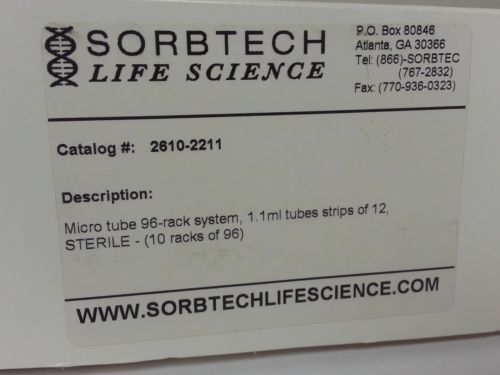 SORBTECH
LIFE SCIENCE
P.O. Box 80846
Atlanta, GA 30366
Tel: (866)-SORBTEC
(767-2832)
Fax: (770-936-0323)
Catalog #: 2610-2211
Description:
Micro tube 96-rack system, 1.1ml tubes strips of 12,
STERILE - (10 racks of 96)
WWW.SORBTECHLIFESCIENCE.COM